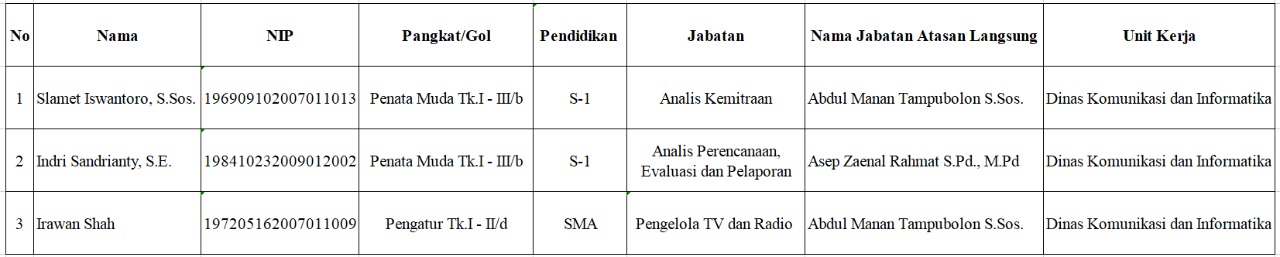 No Nama NIP Pangkat/Gol Pendidikan Jabatan Nama Jabatan Atasan Langsung Unit Kerja
1 Slamet Iswantoro, S.Sos. 196909102007011013 Penata Muda Tk.I - III/b S-1 Analis Kemitraan Abdul Manan Tampubolon S.Sos. Dinas Komunikasi dan Informatika
2 Indri Sandrianty, S.E. 198410232009012002 Penata Muda Tk.I - III/b S-1 Analis Perencanaan, Evaluasi dan Pelaporan Asep Zaenal Rahmat S.Pd., M.Pd Dinas Komunikasi dan Informatika
3 Irawan Shah 197205162007011009 Pengatur Tk.I - II/d SMA Pengelola TV dan Radio Abdul Manan Tampubolon S.Sos. Dinas Komunikasi dan Informatika